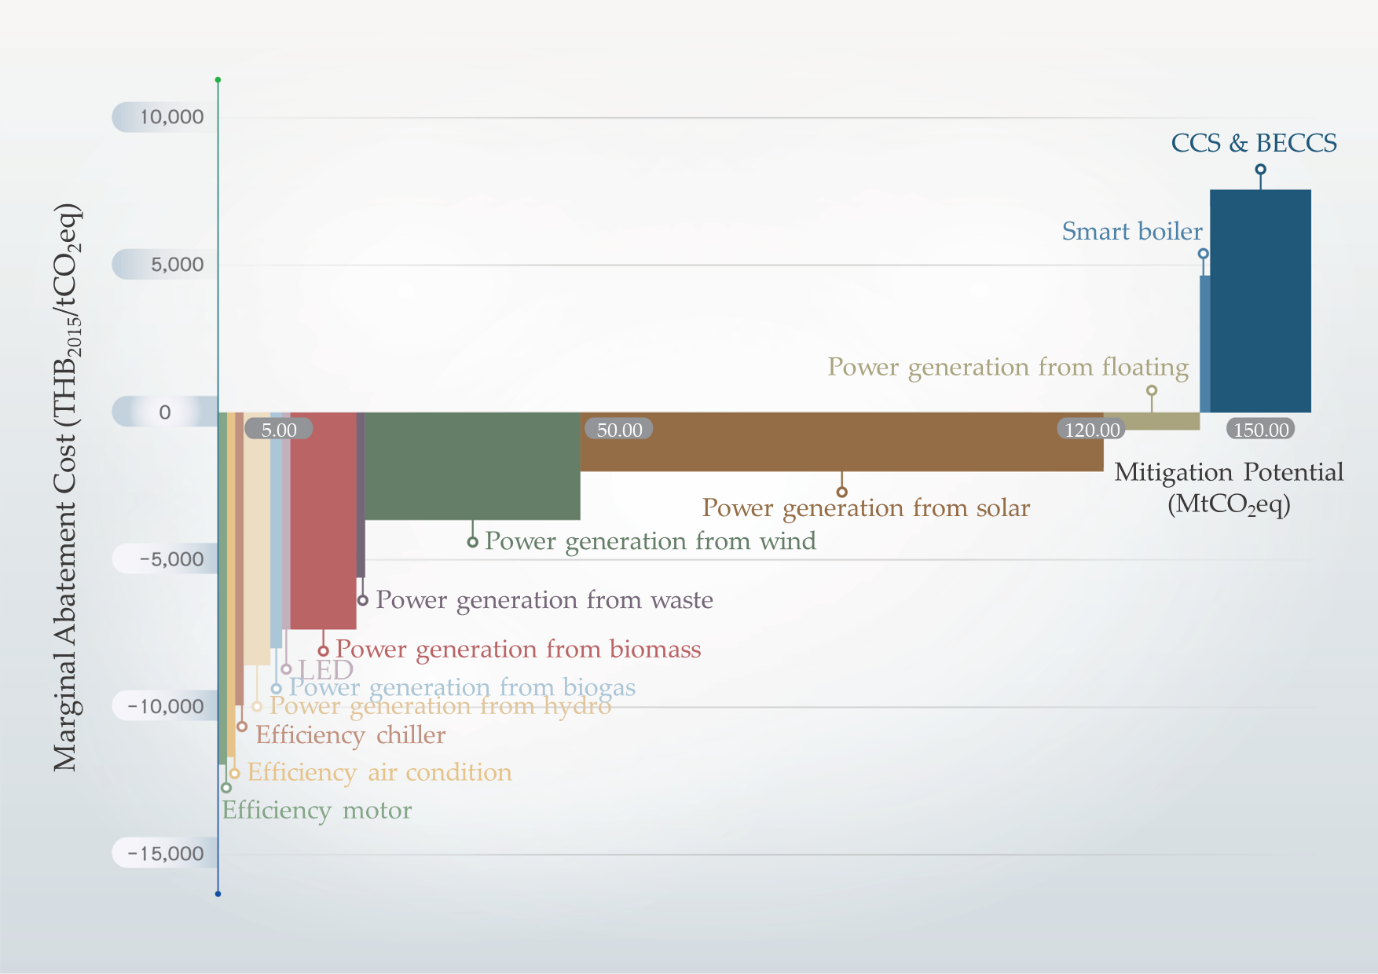 10,000
CCS & BECCS
Smart boiler
5,000
Power generation from floating
0
5.00
50.00
120.00
150.00
Mitigation Potential
(MtCO₂eq)
Power generation from solar
Power generation from wind
−5,000
Power generation from waste
Power generation from biomass
LED
Power generation from biogas
−10,000
Power generation from hydro
Efficiency chiller
Efficiency air condition
Efficiency motor
−15,000
Marginal Abatement Cost (THB₂₀₁₅/tCO₂eq)